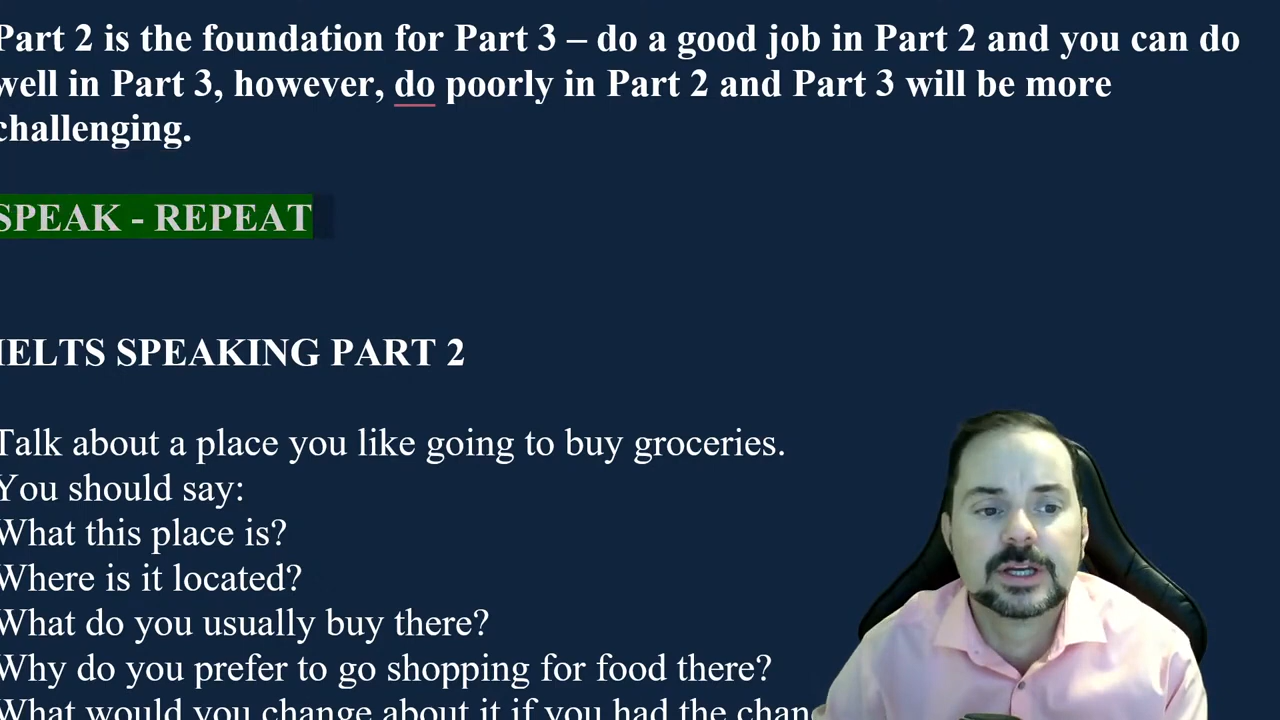 Part 2 is the foundation for Part 3 – do a good job in Part 2 and you can do
well in Part 3, however, do poorly in Part 2 and Part 3 will be more
challenging.
SPEAK - REPEAT
IELTS SPEAKING PART 2
Talk about a place you like going to buy groceries.
You should say:
What this place is?
Where is it located?
What do you usually buy there?
Why do you prefer to go shopping for food there?
What would you change about it if you had the chan